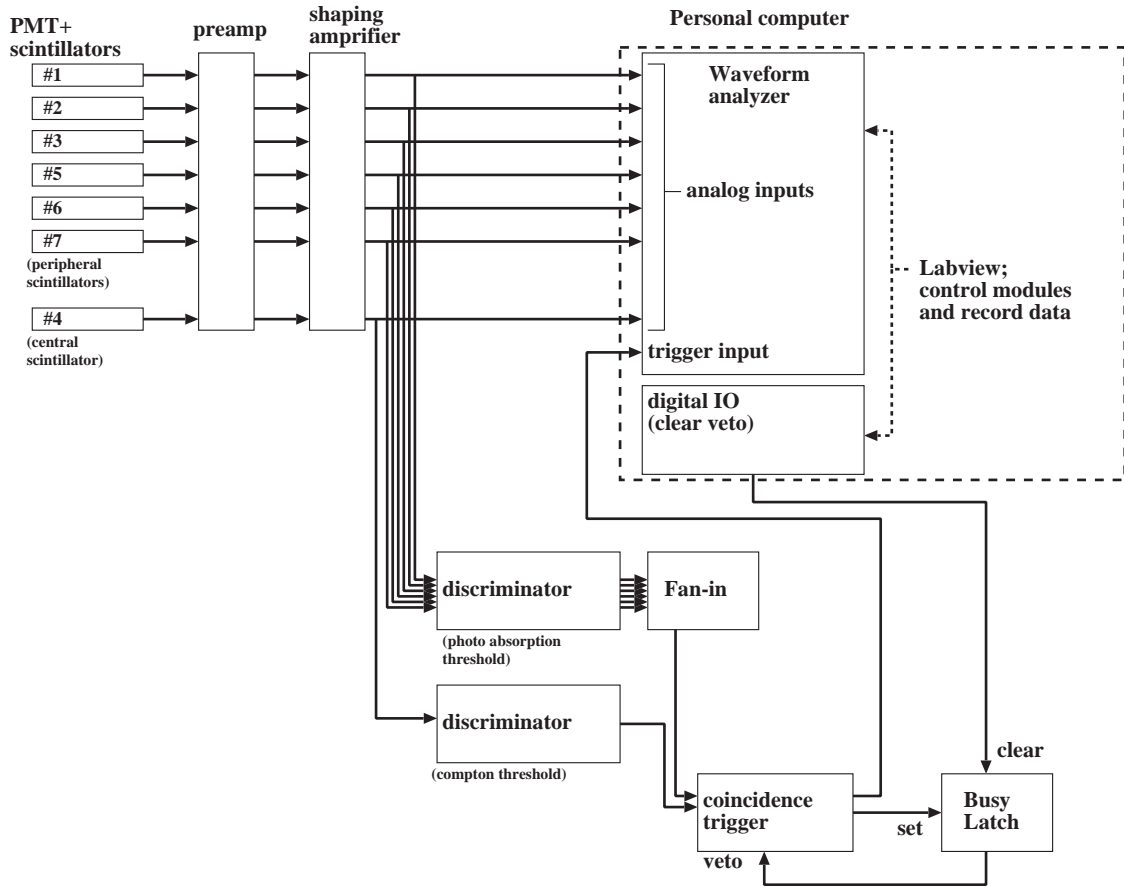 PMT+
scintillators
preamp
shaping
amprifier
Personal computer
#1
#2
#3
#5
#6
#7
(peripheral
scintillators)
#4
(central
scintillator)
Waveform
analyzer
analog inputs
trigger input
digital IO
(clear veto)
Labview;
control modules
and record data
discriminator
(photo absorption
threshold)
Fan-in
discriminator
(compton threshold)
coincidence
trigger
veto
set
clear
Busy
Latch